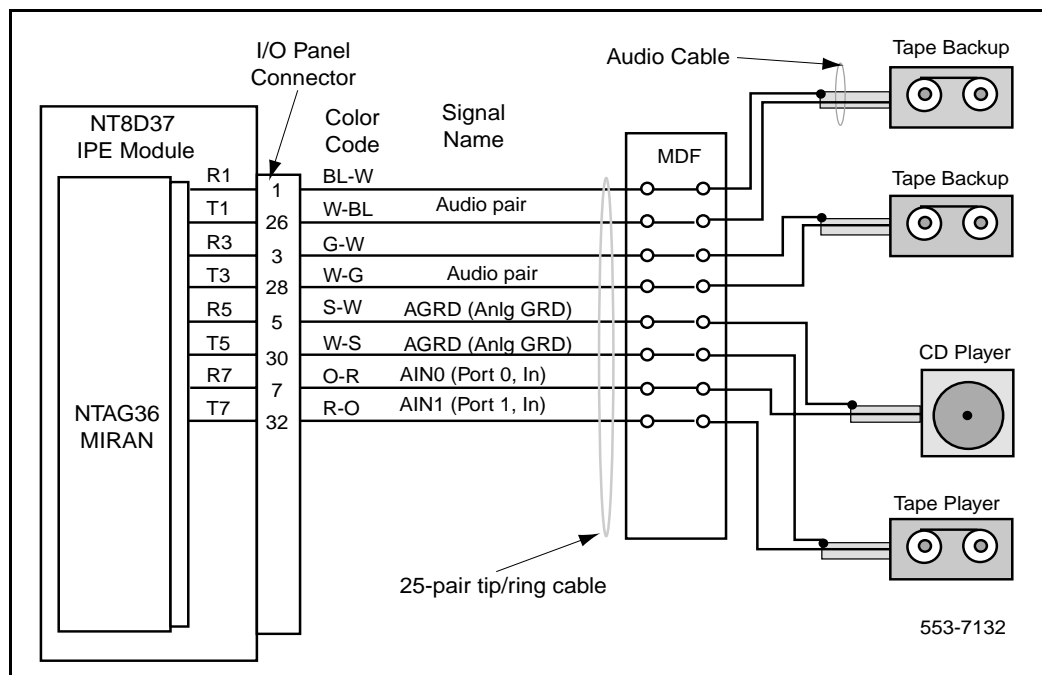 I/O Panel
Connector
Audio Cable
Tape Backup
NT8D37
IPE Module
Color
Code
Signal
Name
MDF
R1
1
BL-W
T1
26
W-BL
Audio pair
Tape Backup
R3
3
G-W
T3
28
W-G
Audio pair
R5
5
S-W
AGRD (Anlg GRD)
T5
30
W-S
AGRD (Anlg GRD)
CD Player
R7
7
O-R
AIN0 (Port 0, In)
T7
32
R-O
AIN1 (Port 1, In)
NTAG36
MIRAN
Tape Player
25-pair tip/ring cable
553-7132